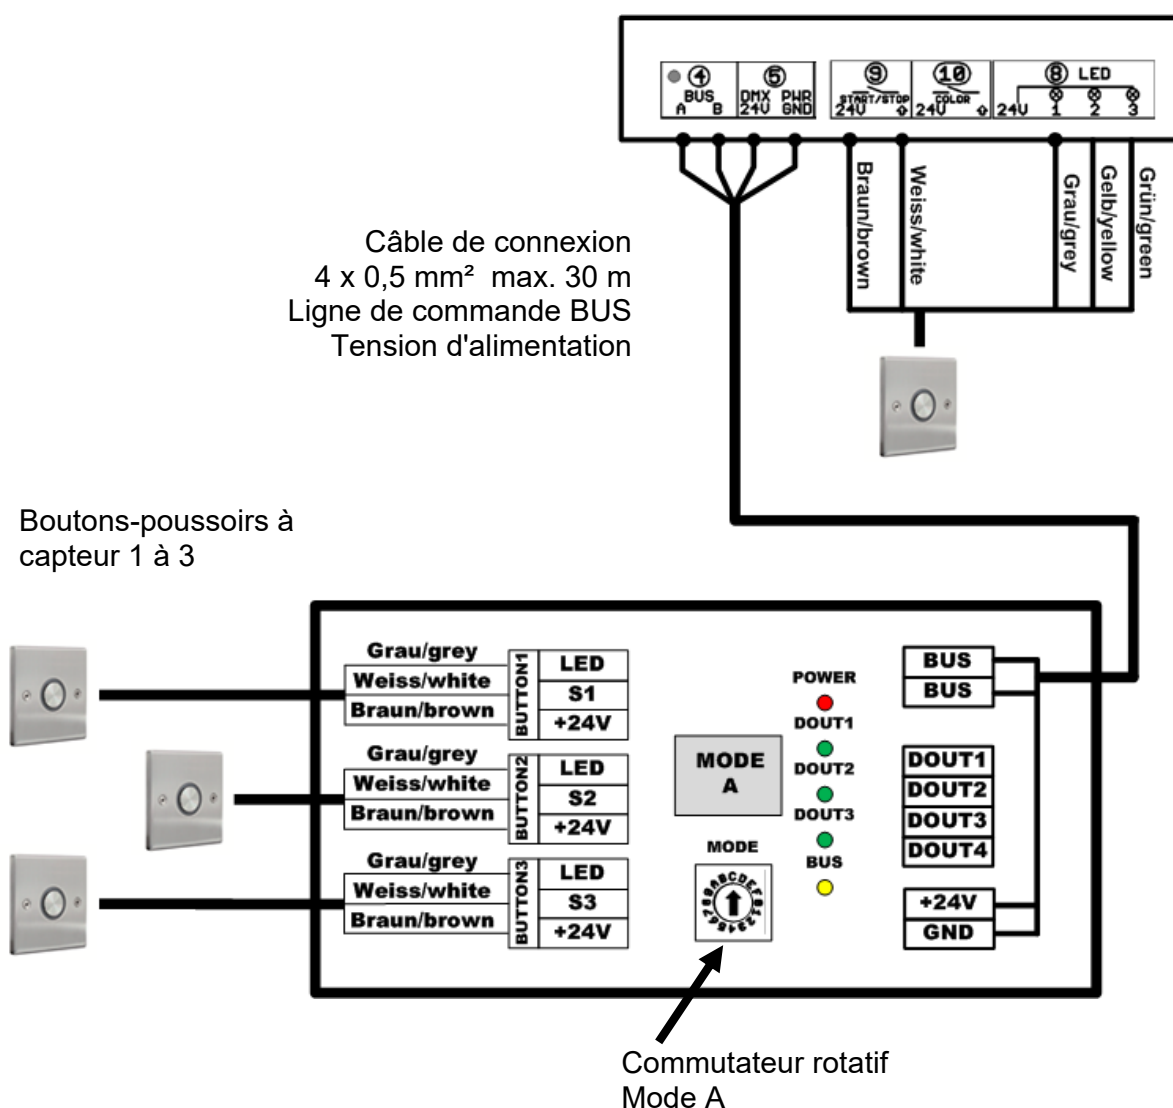 ④ ⑤ ⑨ ⑩ ⑧ LED
BUS DMX PWR START/STOP COLOR
A B 24V GND 24V ⇧ 24V ⇧ 24V 1 2 3
Braun/brown
Weiss/white
Grau/grey
Gelb/yellow
Grün/green
Câble de connexion
4 x 0,5 mm² max. 30 m
Ligne de commande BUS
Tension d'alimentation
Boutons-poussoirs à
capteur 1 à 3
Grau/grey
Weiss/white
Braun/brown
BUTTON1
LED
S1
+24V
Grau/grey
Weiss/white
Braun/brown
BUTTON2
LED
S2
+24V
Grau/grey
Weiss/white
Braun/brown
BUTTON3
LED
S3
+24V
MODE
A
MODE
POWER
DOUT1
DOUT2
DOUT3
BUS
BUS
BUS
DOUT1
DOUT2
DOUT3
DOUT4
+24V
GND
Commutateur rotatif
Mode A